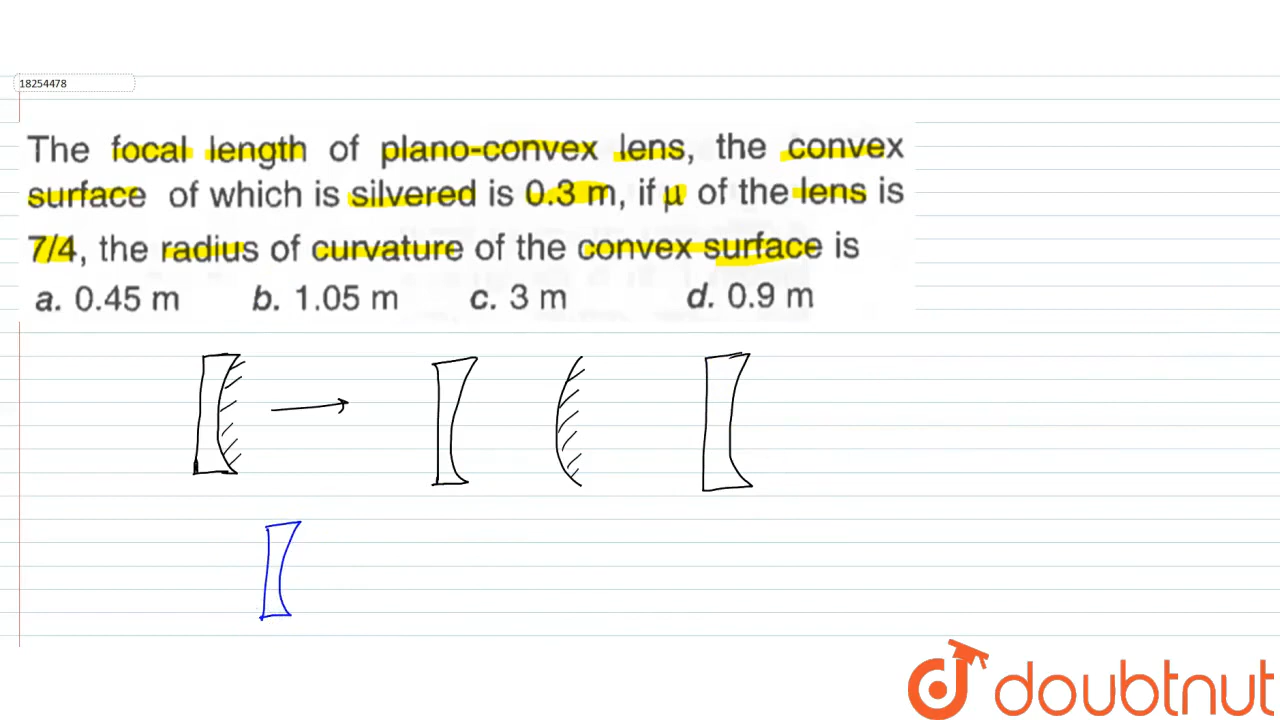 18254478
The focal length of plano-convex lens, the convex
surface of which is silvered is 0.3 m, if μ of the lens is
7/4, the radius of curvature of the convex surface is
a. 0.45 m b. 1.05 m c. 3 m d. 0.9 m
doubtnut